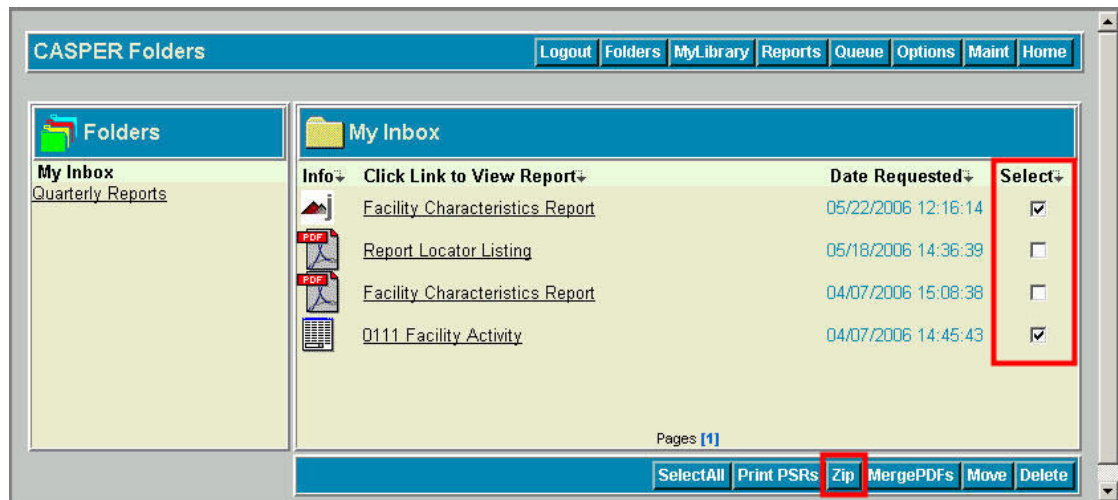 CASPER Folders
Logout Folders MyLibrary Reports Queue Options Maint Home
Folders
My Inbox
My Inbox
Quarterly Reports
Info Click Link to View Report Date Requested Select
j Facility Characteristics Report 05/22/2006 12:16:14
PDF Report Locator Listing 05/18/2006 14:36:39
PDF Facility Characteristics Report 04/07/2006 15:08:38
0111 Facility Activity 04/07/2006 14:45:43
Pages [1]
SelectAll Print PSRs Zip MergePDFs Move Delete